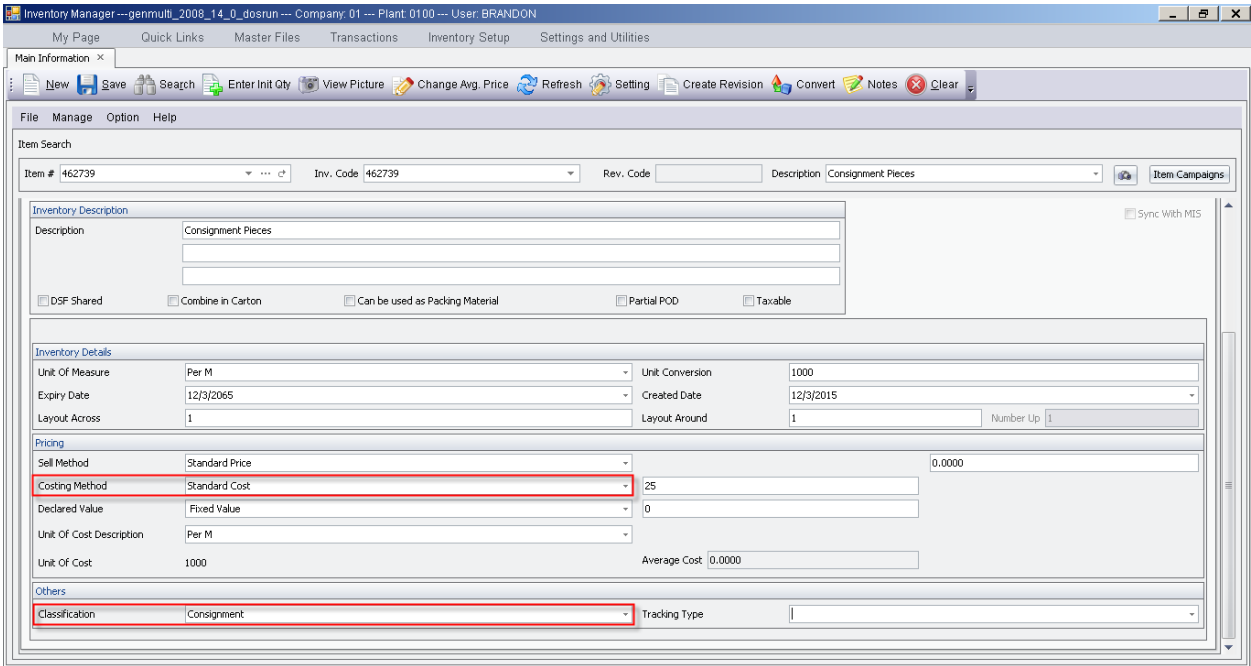 Inventory Manager ---genmulti_2008_14_0_dosrun --- Company: 01 --- Plant: 0100 --- User: BRANDON
My Page Quick Links Master Files Transactions Inventory Setup Settings and Utilities
Main Information ×
New Save Search Enter Init Qty View Picture Change Avg. Price Refresh Setting Create Revision Convert Notes Clear
File Manage Option Help
Item Search
Item # 462739 Inv. Code 462739 Rev. Code Description Consignment Pieces Item Campaigns
Inventory Description
Sync With MIS
Description Consignment Pieces
DSF Shared Combine in Carton Can be used as Packing Material Partial POD Taxable
Inventory Details
Unit Of Measure Per M Unit Conversion 1000
Expiry Date 12/3/2065 Created Date 12/3/2015
Layout Across 1 Layout Around 1 Number Up 1
Pricing
Sell Method Standard Price 0.0000
Costing Method Standard Cost 25
Declared Value Fixed Value 0
Unit Of Cost Description Per M
Unit Of Cost 1000 Average Cost 0.0000
Others
Classification Consignment Tracking Type